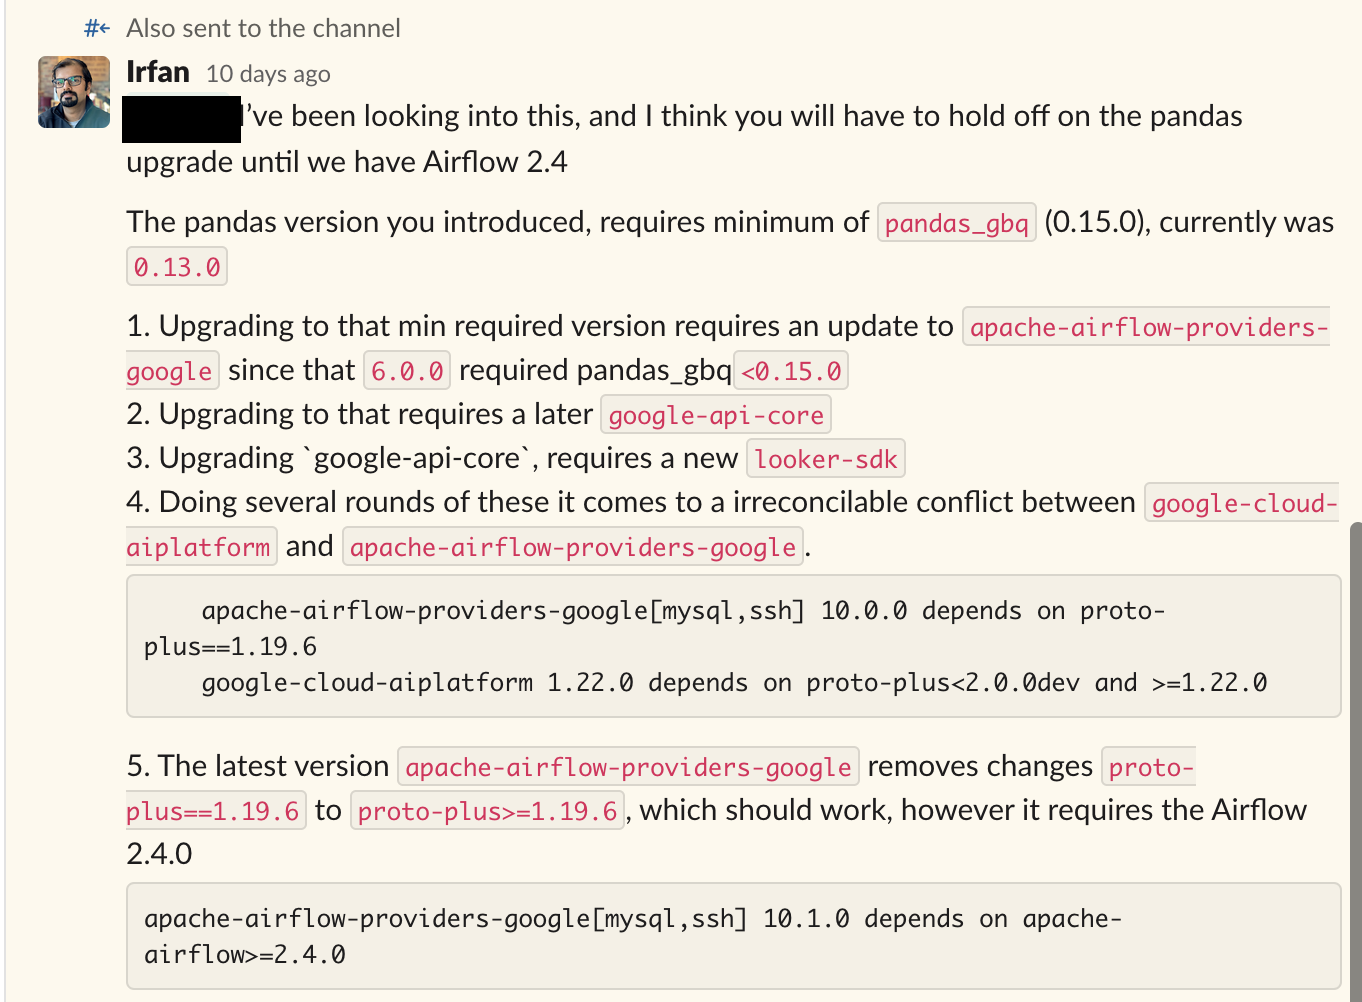 Also sent to the channel
Irfan 10 days ago
I've been looking into this, and I think you will have to hold off on the pandas
upgrade until we have Airflow 2.4
The pandas version you introduced, requires minimum of pandas_gbq (0.15.0), currently was
0.13.0
1. Upgrading to that min required version requires an update to apache-airflow-providers-
google since that 6.0.0 required pandas_gbq <0.15.0
2. Upgrading to that requires a later google-api-core
3. Upgrading `google-api-core`, requires a new looker-sdk
4. Doing several rounds of these it comes to a irreconcilable conflict between google-cloud-
aiplatform and apache-airflow-providers-google.
apache-airflow-providers-google[mysql,ssh] 10.0.0 depends on proto-
plus==1.19.6
google-cloud-aiplatform 1.22.0 depends on proto-plus<2.0.0dev and >=1.22.0
5. The latest version apache-airflow-providers-google removes changes proto-
plus==1.19.6 to proto-plus>=1.19.6, which should work, however it requires the Airflow
2.4.0
apache-airflow-providers-google[mysql,ssh] 10.1.0 depends on apache-
airflow>=2.4.0